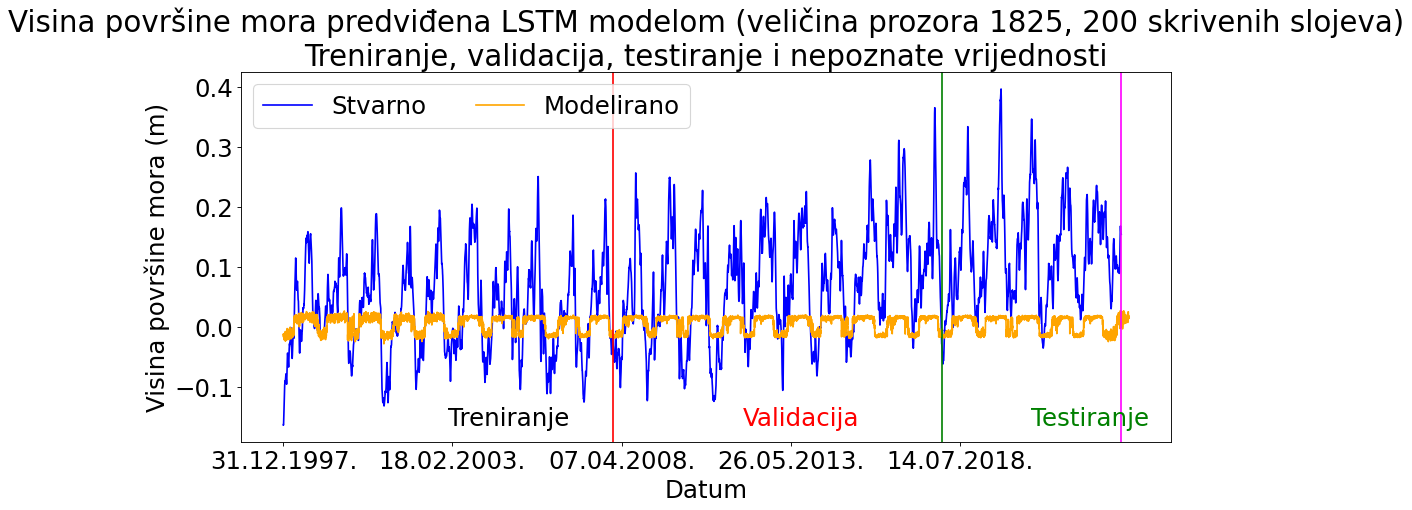 Visina površine mora predviđena LSTM modelom (veličina prozora 1825, 200 skrivenih slojeva)
Treniranje, validacija, testiranje i nepoznate vrijednosti
Stvarno Modelirano
Visina površine mora (m)
0.4
0.3
0.2
0.1
0.0
−0.1
Treniranje Validacija Testiranje
31.12.1997. 18.02.2003. 07.04.2008. 26.05.2013. 14.07.2018.
Datum